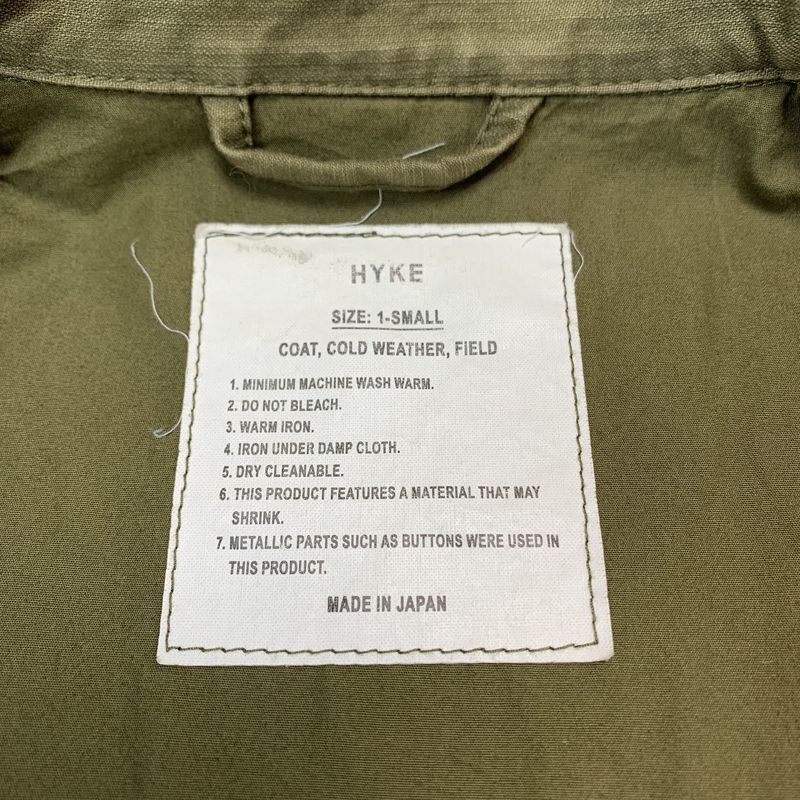 HYKE
SIZE: 1-SMALL
COAT, COLD WEATHER, FIELD
1. MINIMUM MACHINE WASH WARM.
2. DO NOT BLEACH.
3. WARM IRON.
4. IRON UNDER DAMP CLOTH.
5. DRY CLEANABLE.
6. THIS PRODUCT FEATURES A MATERIAL THAT MAY
SHRINK.
7. METALLIC PARTS SUCH AS BUTTONS WERE USED IN
THIS PRODUCT.
MADE IN JAPAN